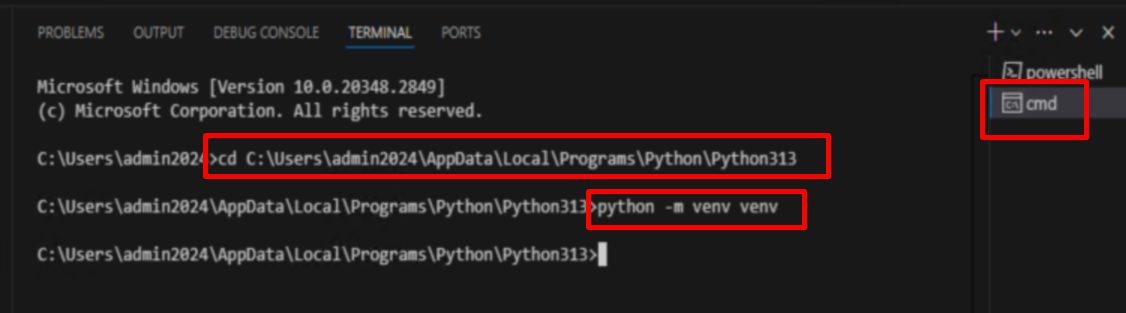 PROBLEMS OUTPUT DEBUG CONSOLE TERMINAL PORTS
Microsoft Windows [Version 10.0.20348.2849]
(c) Microsoft Corporation. All rights reserved.
C:\Users\admin2024>cd C:\Users\admin2024\AppData\Local\Programs\Python\Python313
C:\Users\admin2024\AppData\Local\Programs\Python\Python313>python -m venv venv
C:\Users\admin2024\AppData\Local\Programs\Python\Python313>
powershell
cmd